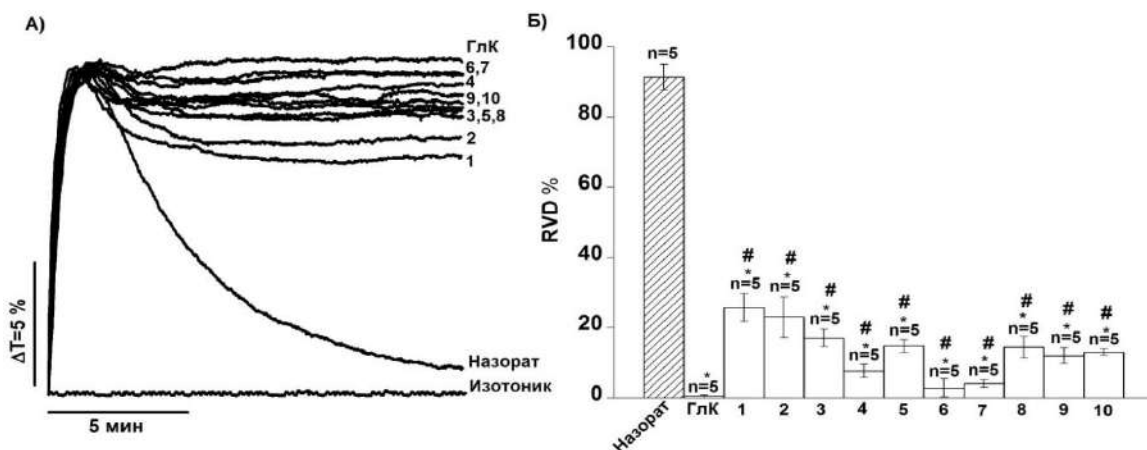 А)
ГлК
6,7
4
9,10
3,5,8
2
1
ΔT=5 %
Назорат
Изотоник
5 мин
Б)
RVD %
100
80
60
40
20
0
n=5
*
n=5
#
*
n=5
#
*
n=5
#
*
n=5
#
*
n=5
#
*
n=5
#
*
n=5
#
*
n=5
#
*
n=5
#
*
n=5
#
*
n=5
Назорат
ГлК
1
2
3
4
5
6
7
8
9
10